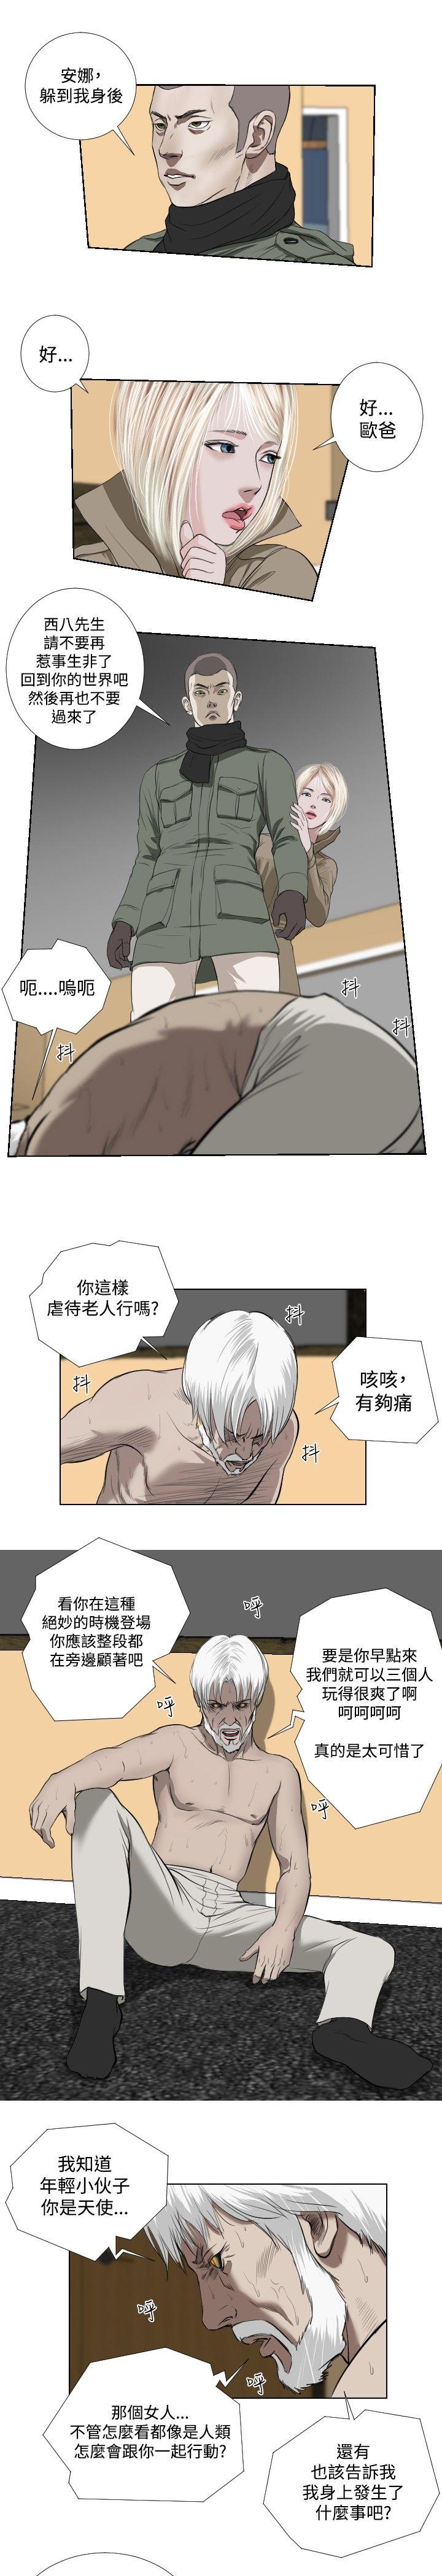 安娜,
躲到我身後
好...
好...
歐爸
西八先生
請不要再
惹事生非了
回到你的世界吧
然後再也不要
過來了
呃....嗚呃
抖
抖
抖
你這樣
虐待老人行嗎?
抖
抖
咳咳,
有夠痛
抖
看你在這種
絕妙的時機登場
你應該整段都
在旁邊顧著吧
呼
要是你早點來
我們就可以三個人
玩得很爽了啊
呵呵呵呵
真的是太可惜了
呼
呼
我知道
年輕小伙子
你是天使...
呼
呼
那個女人...
不管怎麼看都像是人類
怎麼會跟你一起行動?
還有
也該告訴我
我身上發生了
什麼事吧?